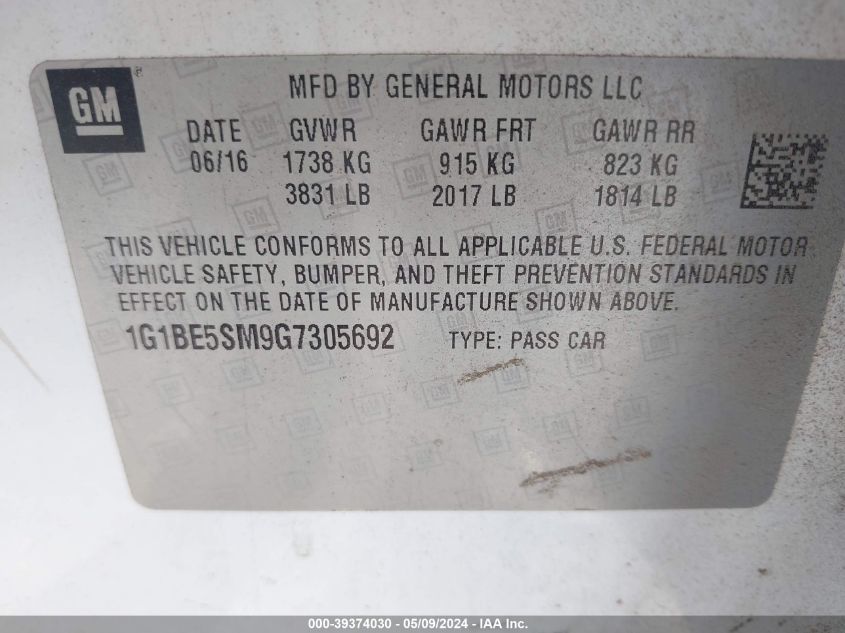 GM
MFD BY GENERAL MOTORS LLC
DATE GVWR GAWR FRT GAWR RR
06/16 1738 KG 915 KG 823 KG
3831 LB 2017 LB 1814 LB
THIS VEHICLE CONFORMS TO ALL APPLICABLE U.S. FEDERAL MOTOR
VEHICLE SAFETY, BUMPER, AND THEFT PREVENTION STANDARDS IN
EFFECT ON THE DATE OF MANUFACTURE SHOWN ABOVE.
1G1BE5SM9G7305692 TYPE: PASS CAR
000-39374030 - 05/09/2024 - IAA Inc.